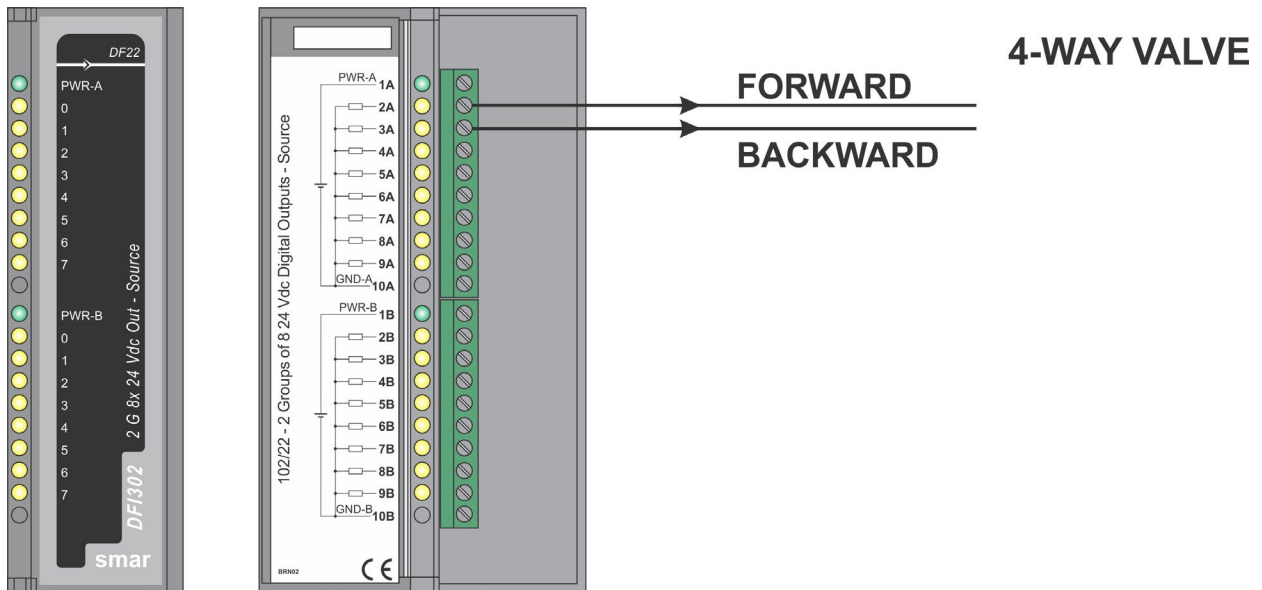 DF22
PWR-A
0
1
2
3
4
5
6
7
PWR-B
0
1
2
3
4
5
6
7
2 G 8x 24 Vdc Out - Source
DFI302
smar
102/22 - 2 Groups of 8 24 Vdc Digital Outputs - Source
PWR-A 1A
2A
3A
4A
5A
6A
7A
8A
9A
GND-A 10A
PWR-B 1B
2B
3B
4B
5B
6B
7B
8B
9B
GND-B 10B
BRN02
CE
4-WAY VALVE
FORWARD
BACKWARD